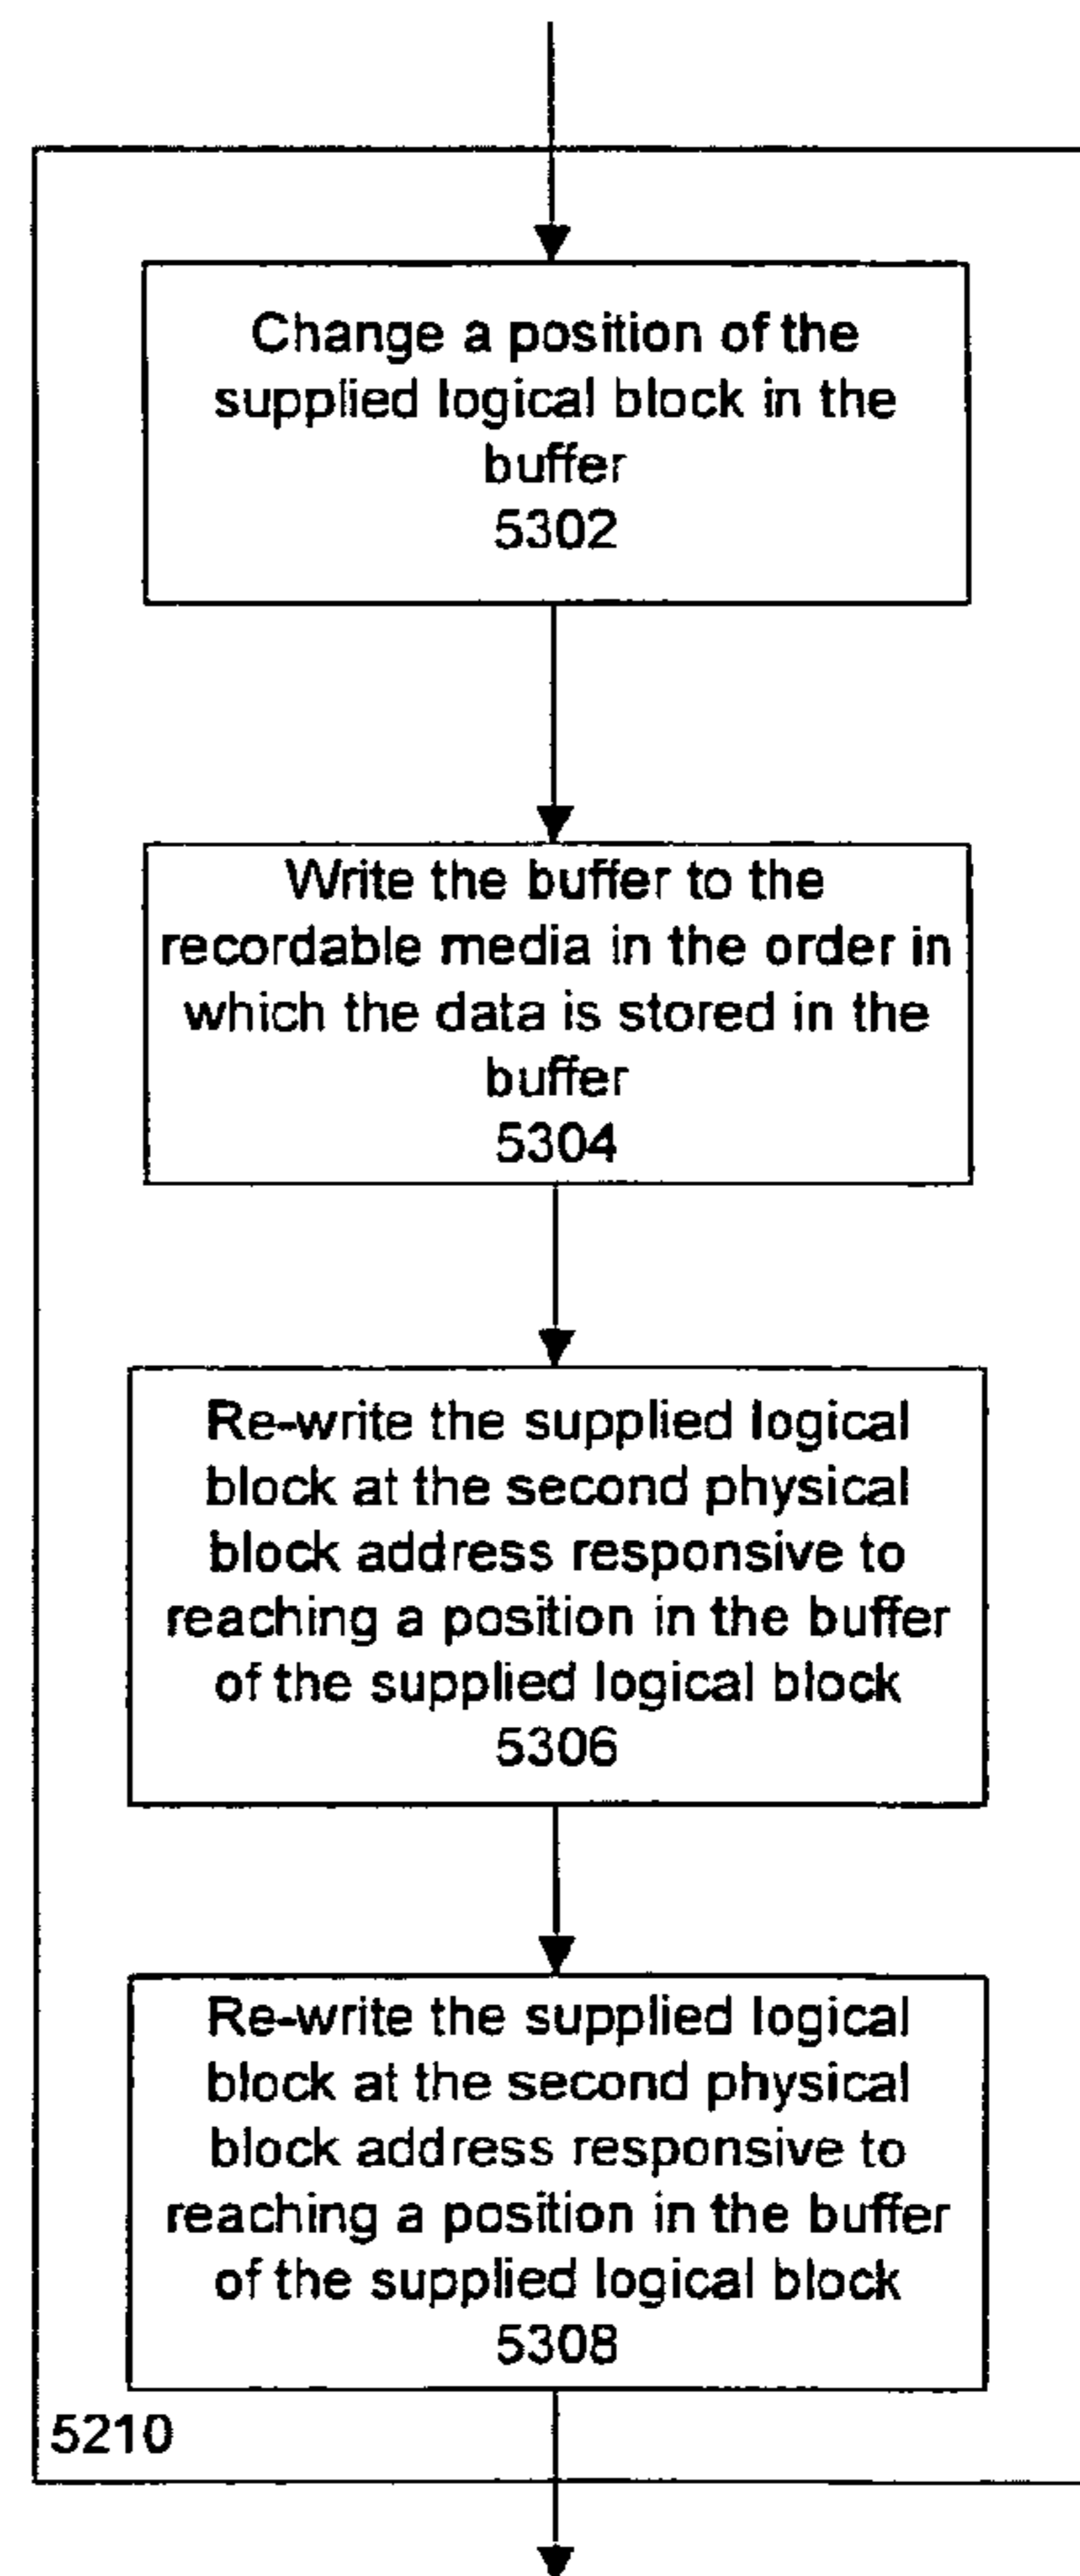 Change a position of the
supplied logical block in the
buffer
5302
Write the buffer to the
recordable media in the order in
which the data is stored in the
buffer
5304
Re-write the supplied logical
block at the second physical
block address responsive to
reaching a position in the buffer
of the supplied logical block
5306
Re-write the supplied logical
block at the second physical
block address responsive to
reaching a position in the buffer
of the supplied logical block
5308
5210